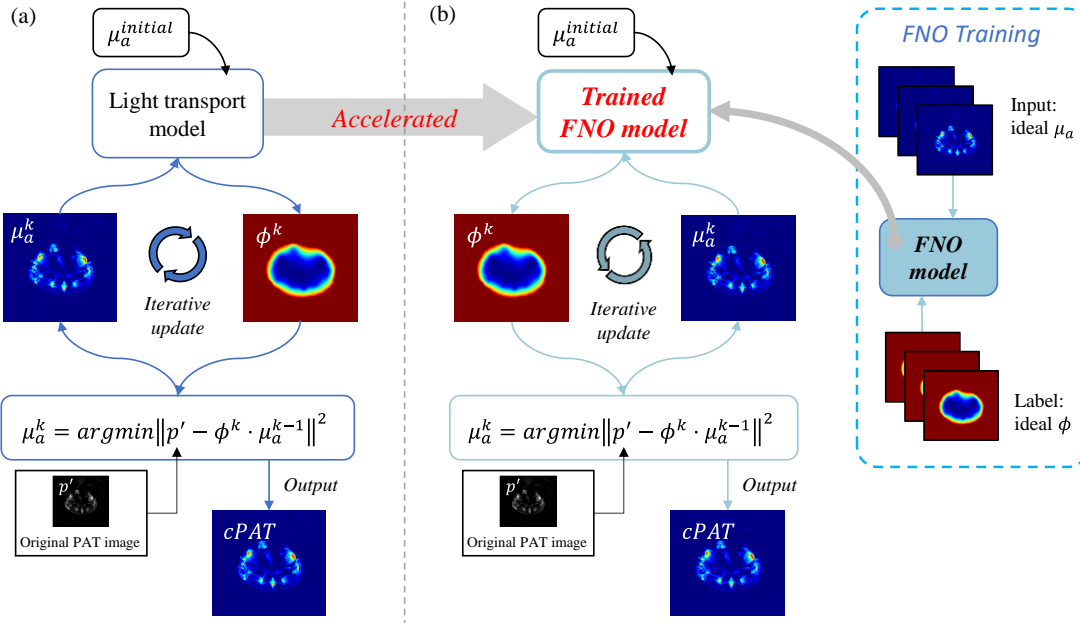 (a)
μ_a^{initial}
Light transport
model
Accelerated
μ_a^k
ϕ^k
Iterative
update
μ_a^k = argmin‖p′ − ϕ^k · μ_a^{k−1}‖^2
p′
Original PAT image
Output
cPAT
(b)
μ_a^{initial}
Trained
FNO model
ϕ^k
μ_a^k
Iterative
update
μ_a^k = argmin‖p′ − ϕ^k · μ_a^{k−1}‖^2
p′
Original PAT image
Output
cPAT
FNO Training
Input:
ideal μ_a
FNO
model
Label:
ideal ϕ